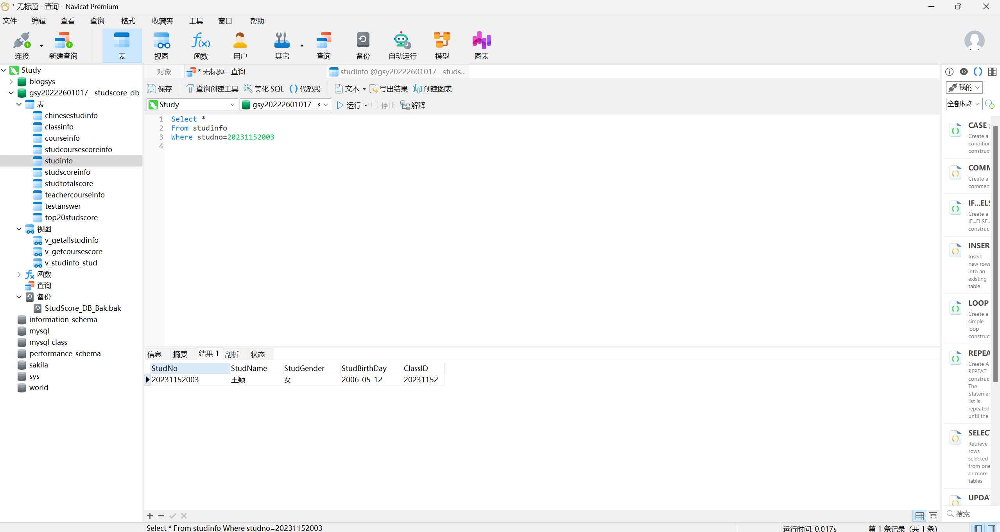 * 无标题 - 查询 - Navicat Premium
文件 编辑 查看 查询 格式 收藏夹 工具 窗口 帮助
连接 新建查询 表 视图 函数 用户 其它 查询 备份 自动运行 模型 图表
Study
blogsys
gsy20222601017__studscore_db
表
chinesestudinfo
classinfo
courseinfo
studcoursescoreinfo
studinfo
studscoreinfo
studtotalscore
teachercourseinfo
testanswer
top20studscore
视图
v_getallstudinfo
v_getcoursescore
v_studinfo_stud
函数
查询
备份
StudScore_DB_Bak.bak
information_schema
mysql
mysql class
performance_schema
sakila
sys
world
对象 * 无标题 - 查询 studinfo @gsy20222601017__studs...
保存 查询创建工具 美化 SQL 代码段 文本 导出结果 创建图表
Study gsy20222601017__s 运行 停止 解释
1 Select *
2 From studinfo
3 Where studno=20231152003
4
信息 摘要 结果 1 剖析 状态
StudNo StudName StudGender StudBirthDay ClassID
20231152003 王颖 女 2006-05-12 20231152
Select * From studinfo Where studno=20231152003 运行时间: 0.017s 第 1 条记录 (共 1 条)
我的
全部标签
CASE
Create a
condition
construct
COMM
Create a
comment
IF...ELS
Create a
IF...ELSE...
construct
INSER
Insert
new rows
into an
existing
table
LOOP
Create a
simple
loop
construct
REPEA
Create A
REPEAT
construct
The
Statemen
list is
repeated
until the
SELEC
Retrieve
rows
selected
from one
or more
tables
UPDA
搜索